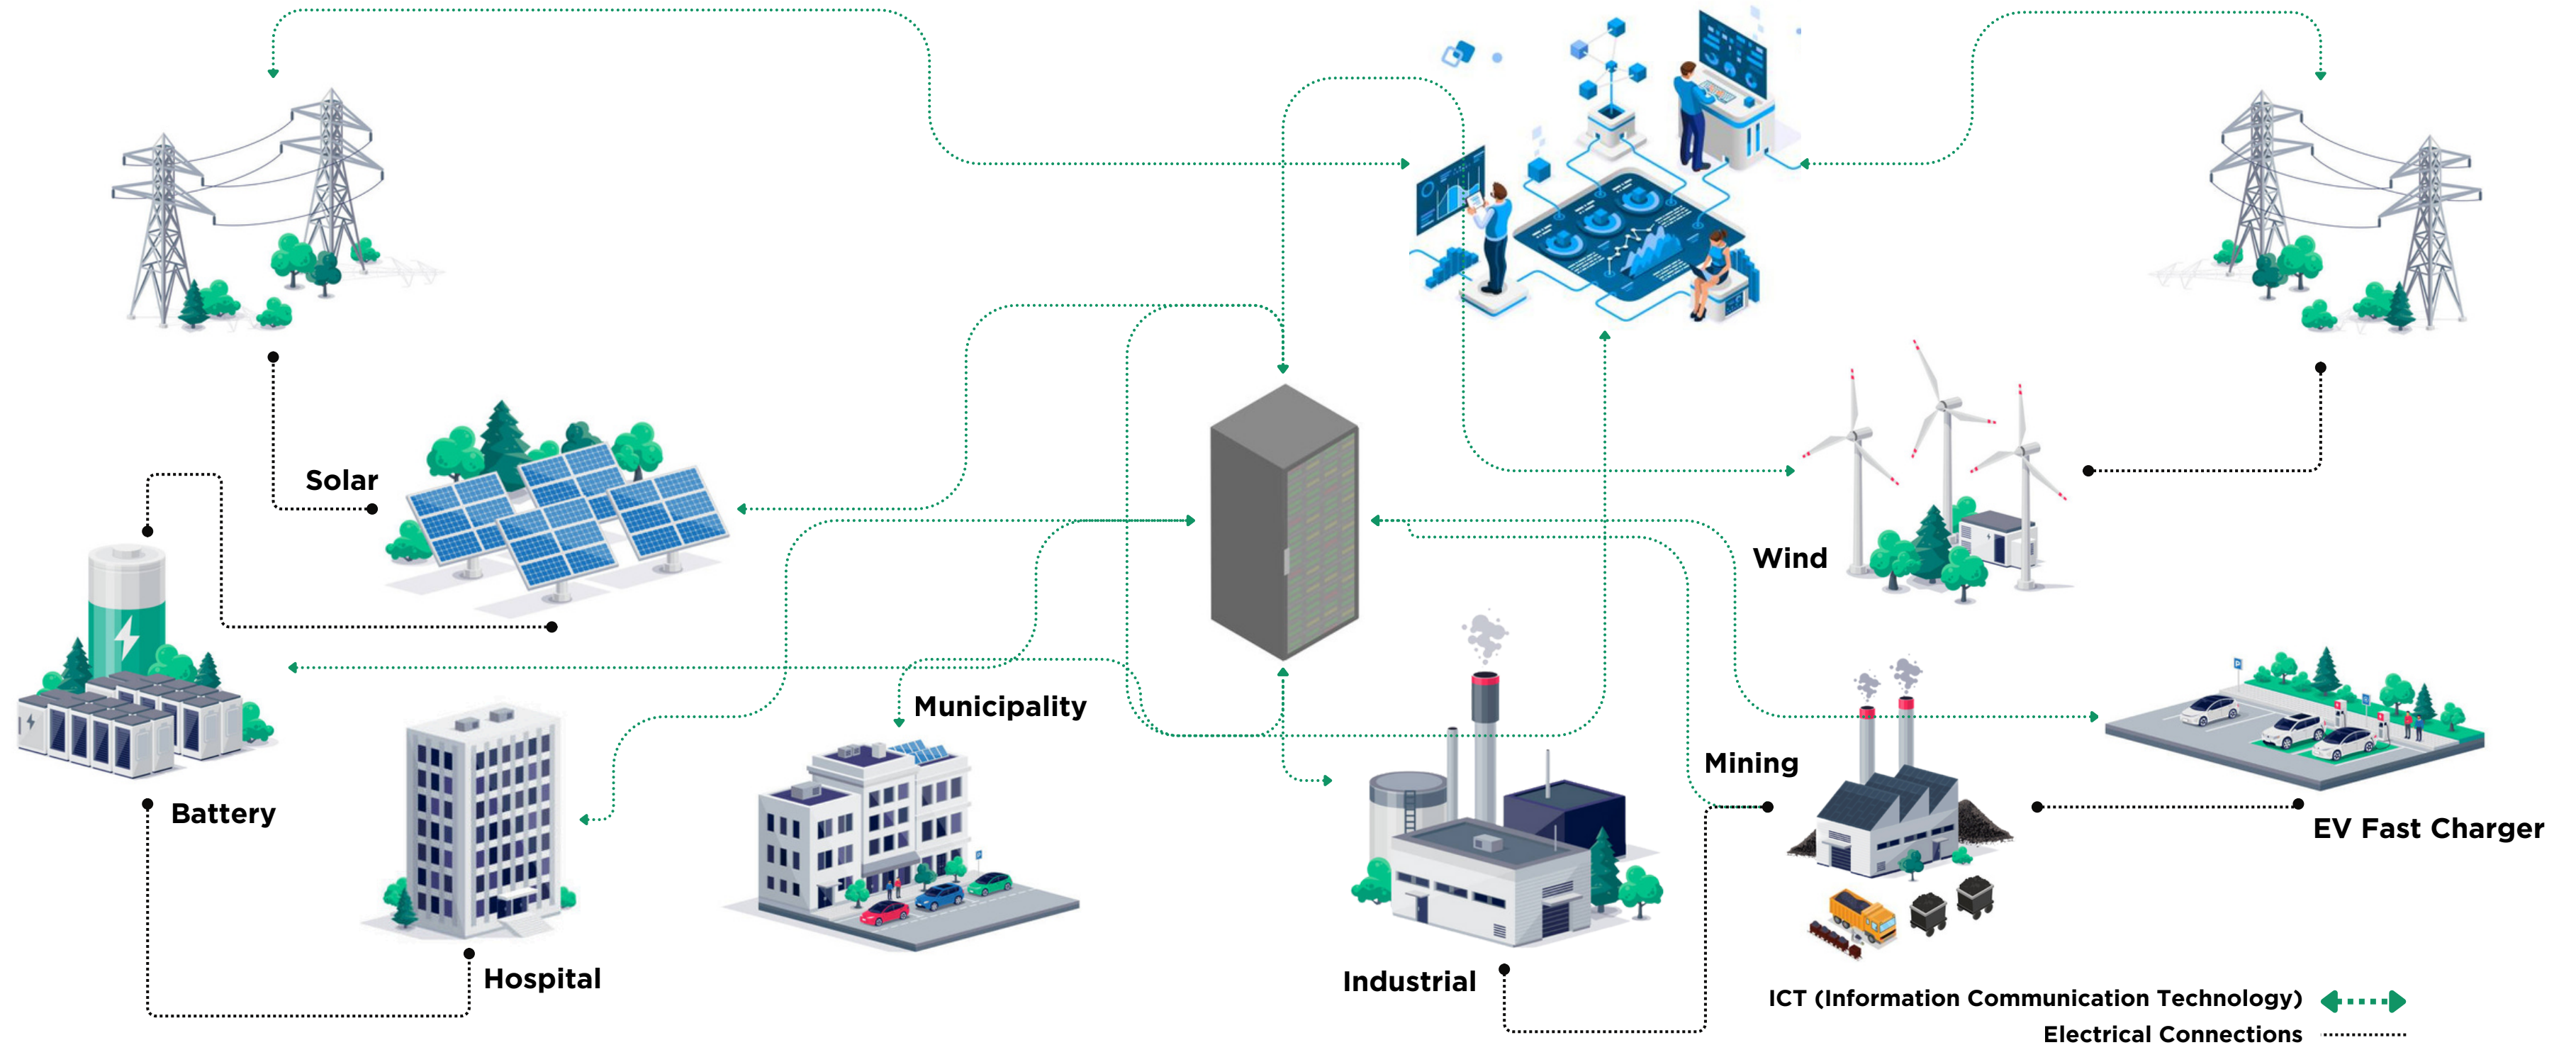 Solar
Wind
Municipality
Mining
Battery
EV Fast Charger
Hospital
Industrial
ICT (Information Communication Technology)
Electrical Connections